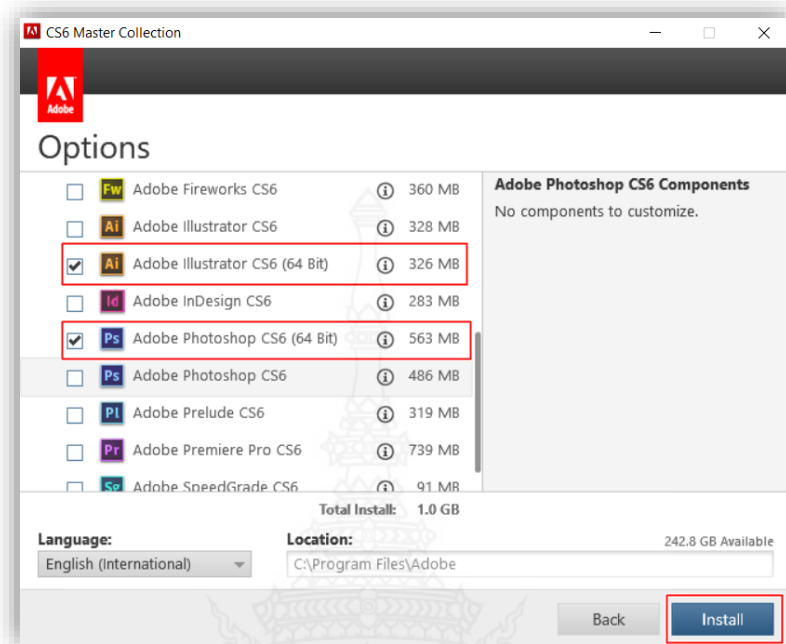 CS6 Master Collection
Adobe
Options
Fw Adobe Fireworks CS6 360 MB
Ai Adobe Illustrator CS6 328 MB
Ai Adobe Illustrator CS6 (64 Bit) 326 MB
Id Adobe InDesign CS6 283 MB
Ps Adobe Photoshop CS6 (64 Bit) 563 MB
Ps Adobe Photoshop CS6 486 MB
Pl Adobe Prelude CS6 319 MB
Pr Adobe Premiere Pro CS6 739 MB
Sg Adobe SpeedGrade CS6 91 MB
Adobe Photoshop CS6 Components
No components to customize.
Total Install: 1.0 GB
Language:
English (International)
Location: 242.8 GB Available
C:\Program Files\Adobe
Back Install